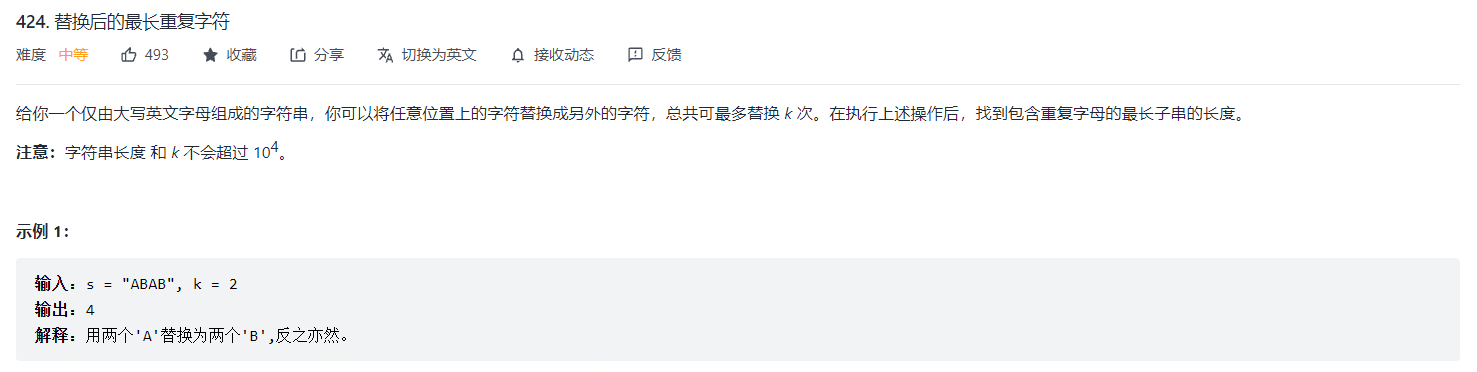 424. 替换后的最长重复字符
难度 中等 493 收藏 分享 切换为英文 接收动态 反馈
给你一个仅由大写英文字母组成的字符串，你可以将任意位置上的字符替换成另外的字符，总共可最多替换 k 次。在执行上述操作后，找到包含重复字母的最长子串的长度。
注意：字符串长度 和 k 不会超过 10⁴。
示例 1：
输入：s = "ABAB", k = 2
输出：4
解释：用两个'A'替换为两个'B',反之亦然。